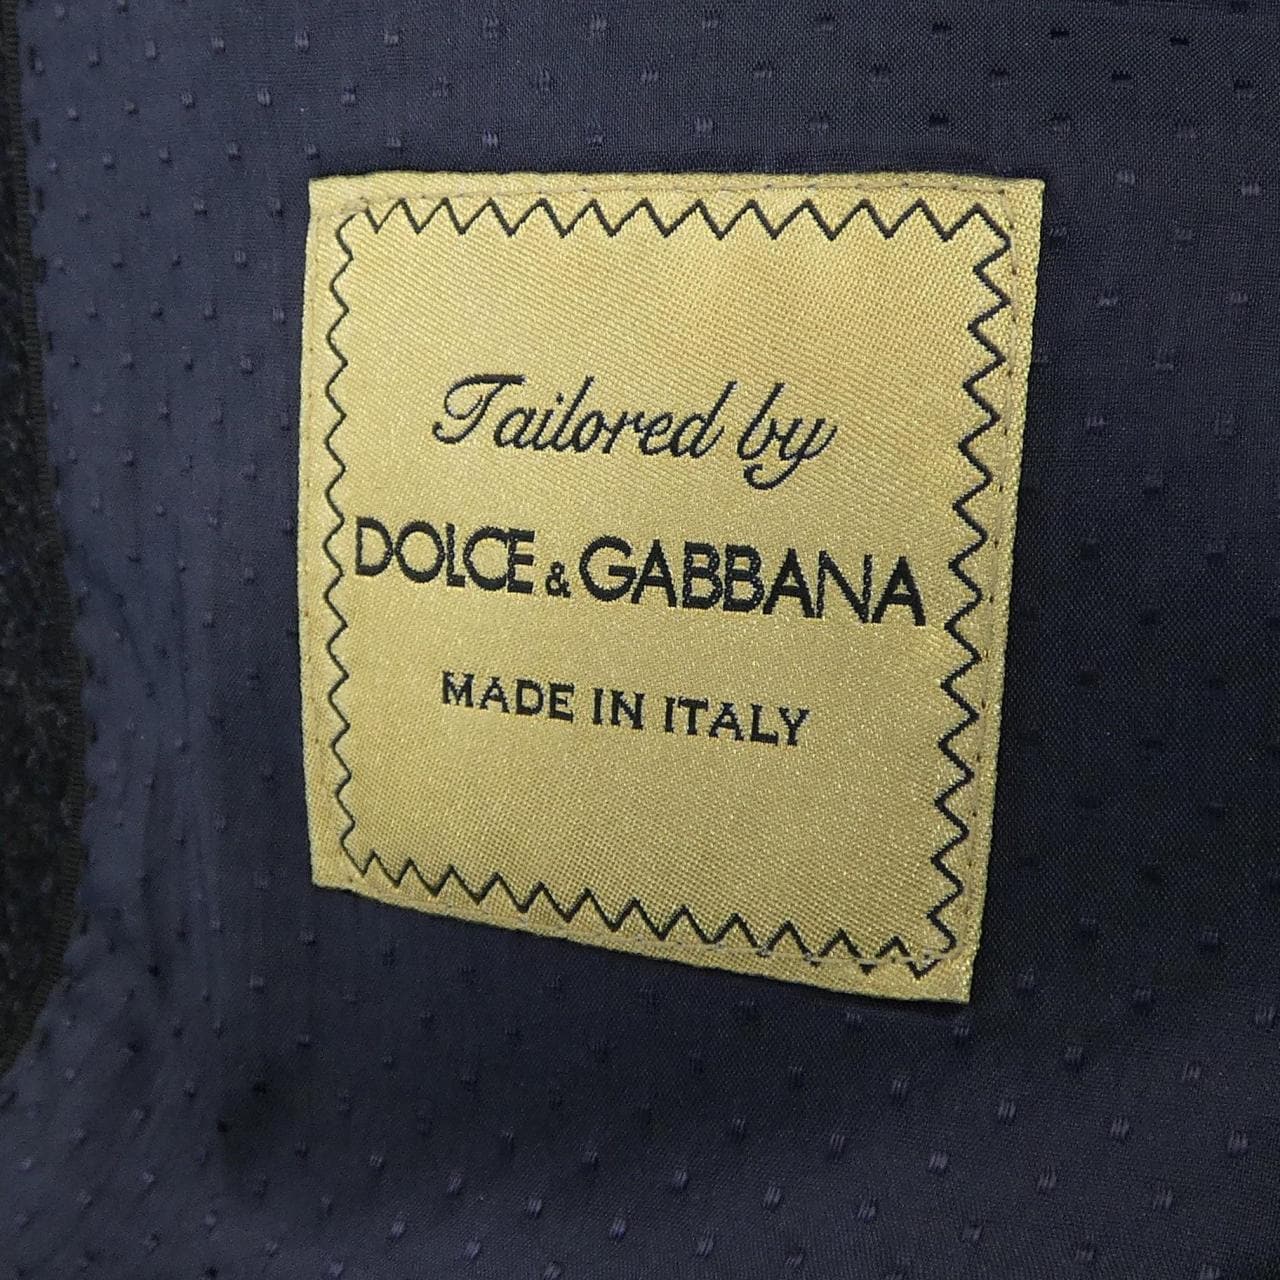 Tailored by
DOLCE & GABBANA
MADE IN ITALY